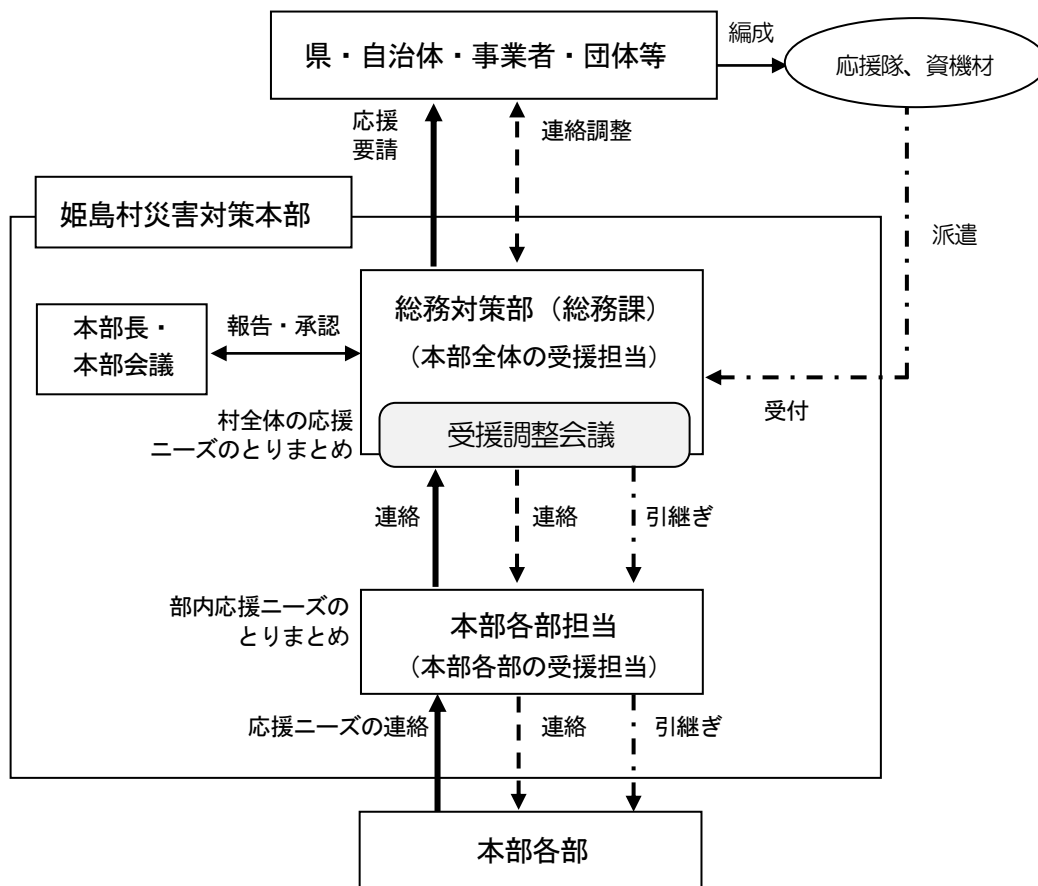 県・自治体・事業者・団体等
編成
応援隊、資機材
応援
要請
連絡調整
姫島村災害対策本部
派遣
総務対策部（総務課）
（本部全体の受援担当）
本部長・
本部会議
報告・承認
受付
村全体の応援
ニーズのとりまとめ
受援調整会議
連絡
連絡
引継ぎ
部内応援ニーズの
とりまとめ
本部各部担当
（本部各部の受援担当）
応援ニーズの連絡
連絡
引継ぎ
本部各部